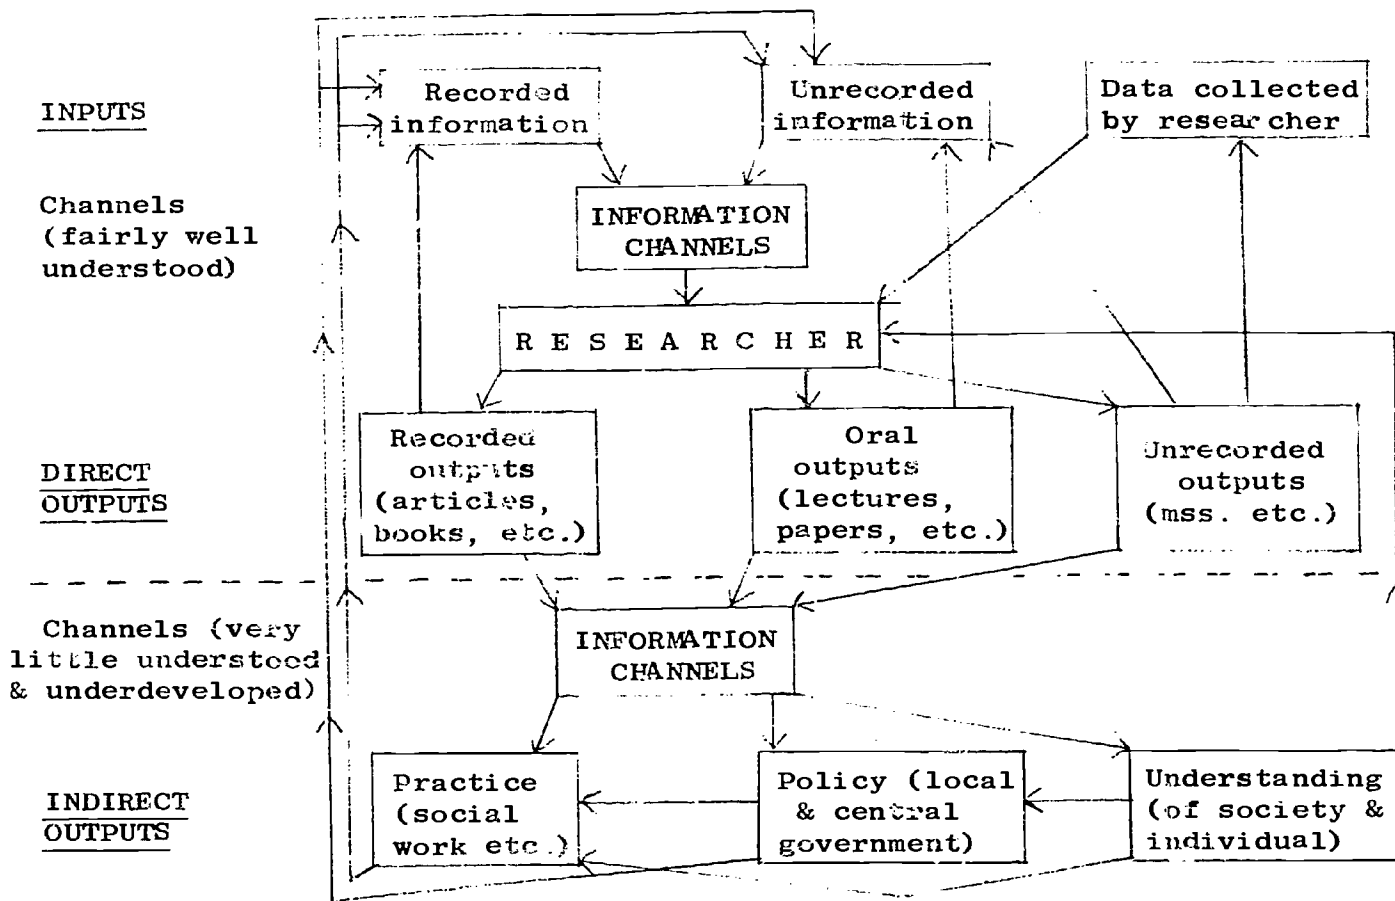 INPUTS
Recorded
information
Unrecorded
information
Data collected
by researcher
Channels
(fairly well
understood)
INFORMATION
CHANNELS
R E S E A R C H E R
DIRECT
OUTPUTS
Recorded
outputs
(articles,
books, etc.)
Oral
outputs
(lectures,
papers, etc.)
Unrecorded
outputs
(mss. etc.)
Channels (very
little understood
& underdeveloped)
INFORMATION
CHANNELS
INDIRECT
OUTPUTS
Practice
(social
work etc.)
Policy (local
& central
government)
Understanding
(of society &
individual)